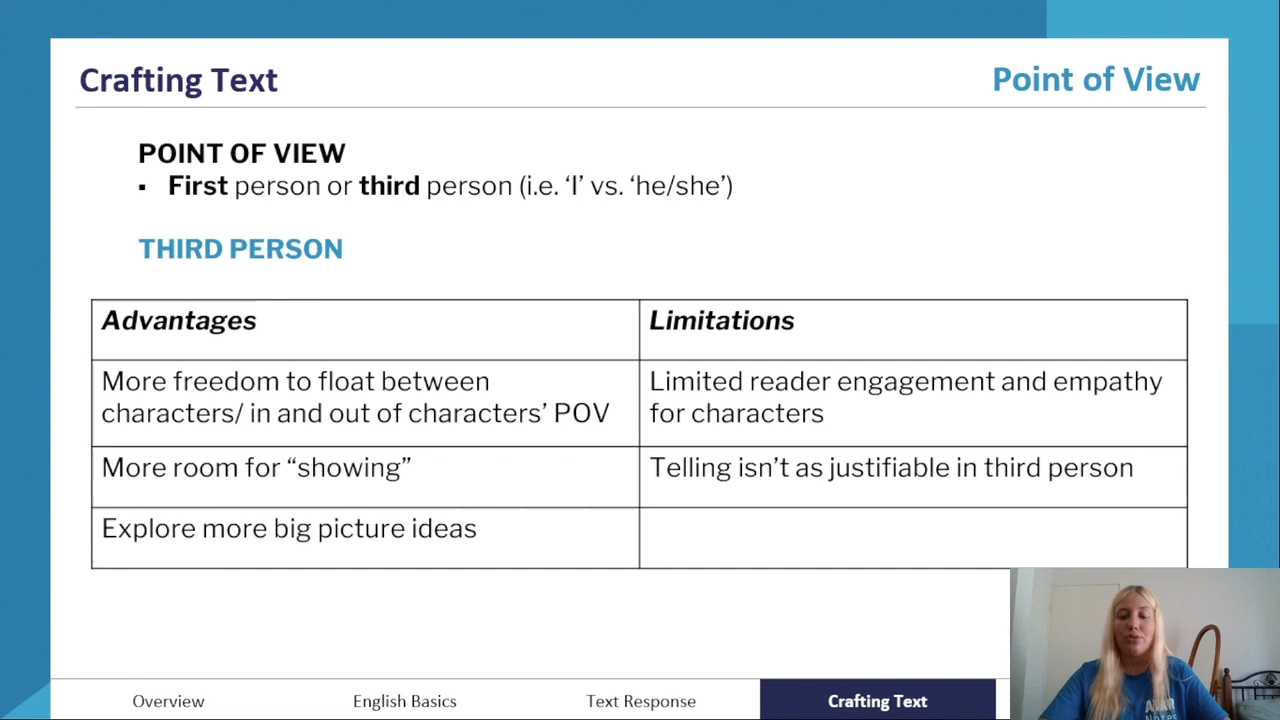 Crafting Text
Point of View
POINT OF VIEW
▪ First person or third person (i.e. ‘I’ vs. ‘he/she’)
THIRD PERSON
Advantages
Limitations
More freedom to float between
characters/ in and out of characters’ POV
Limited reader engagement and empathy
for characters
More room for “showing”
Telling isn’t as justifiable in third person
Explore more big picture ideas
Overview
English Basics
Text Response
Crafting Text
Notes